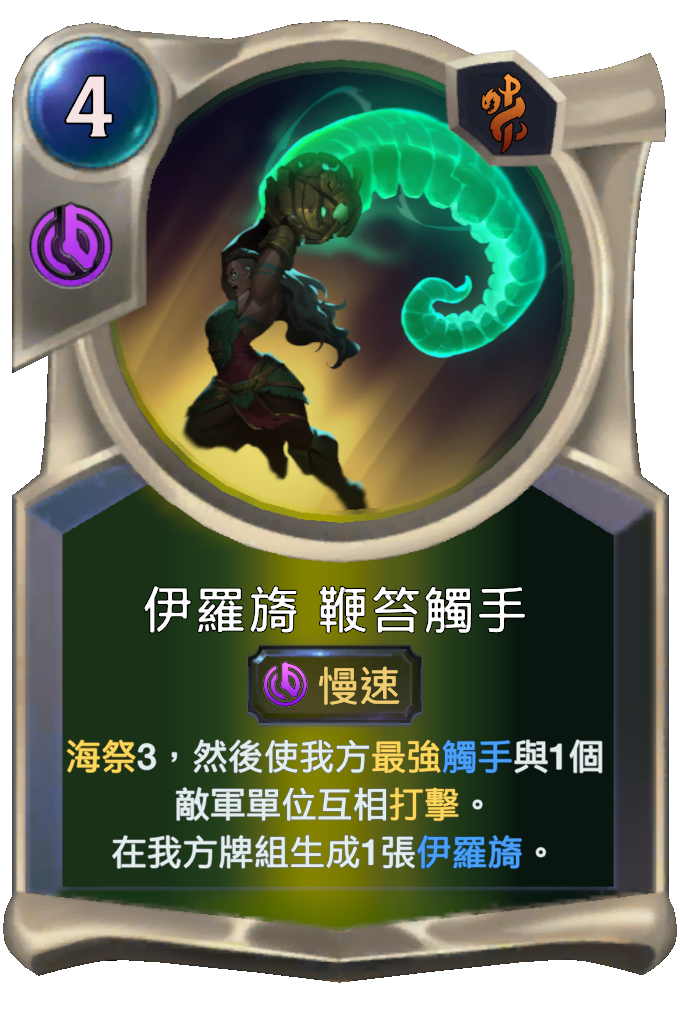 4
伊羅旖 鞭笞觸手
慢速
海祭3，然後使我方最強觸手與1個
敵軍單位互相打擊。
在我方牌組生成1張伊羅旖。